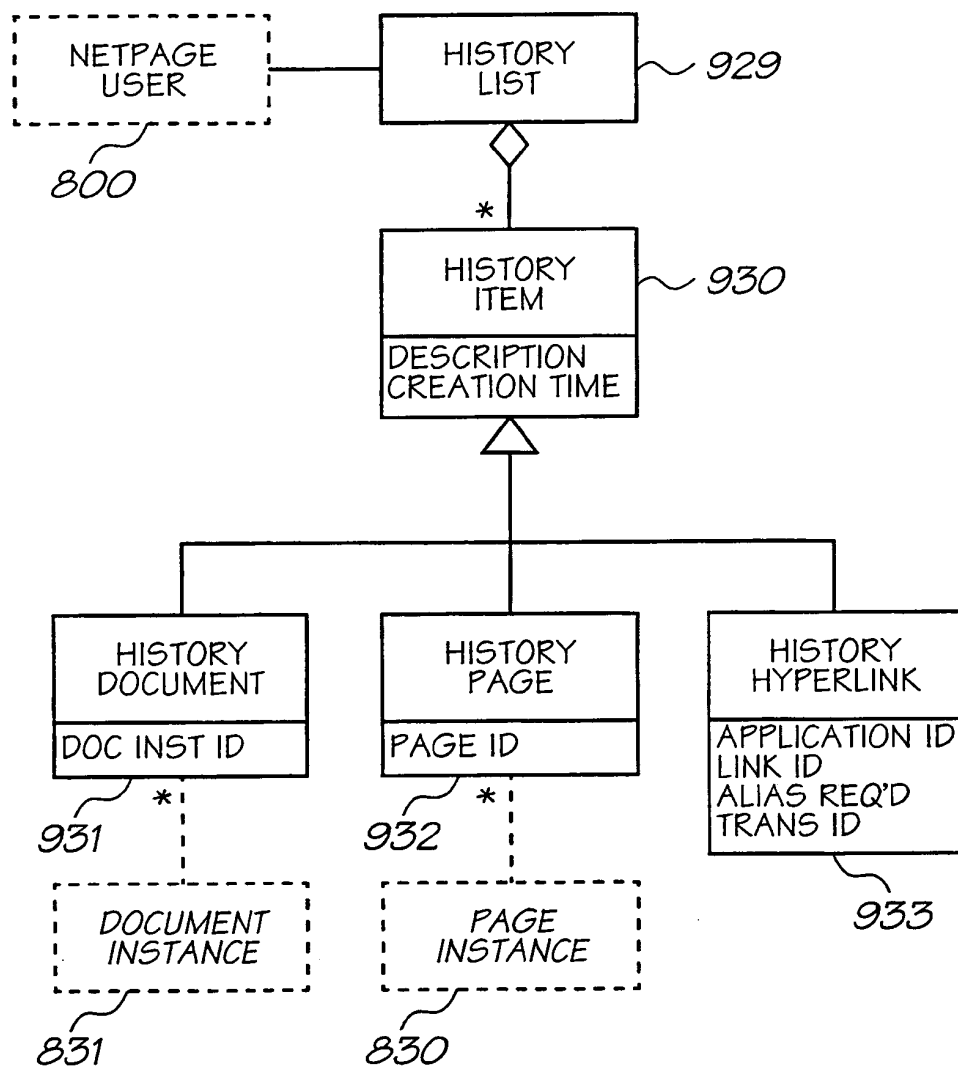 NETPAGE
USER
800
HISTORY
LIST
929
*
HISTORY
ITEM
930
DESCRIPTION
CREATION TIME
HISTORY
DOCUMENT
DOC INST ID
931
*
HISTORY
PAGE
PAGE ID
932
*
HISTORY
HYPERLINK
APPLICATION ID
LINK ID
ALIAS REQ'D
TRANS ID
933
DOCUMENT
INSTANCE
831
PAGE
INSTANCE
830